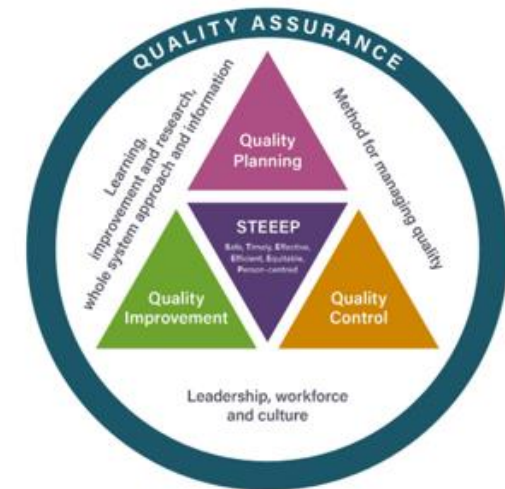 QUALITY ASSURANCE
Learning,
improvement and research,
whole system approach and information
Method for managing quality
Quality
Planning
STEEEP
Safe, Timely, Effective,
Efficient, Equitable,
Person-centred
Quality
Improvement
Quality
Control
Leadership, workforce
and culture